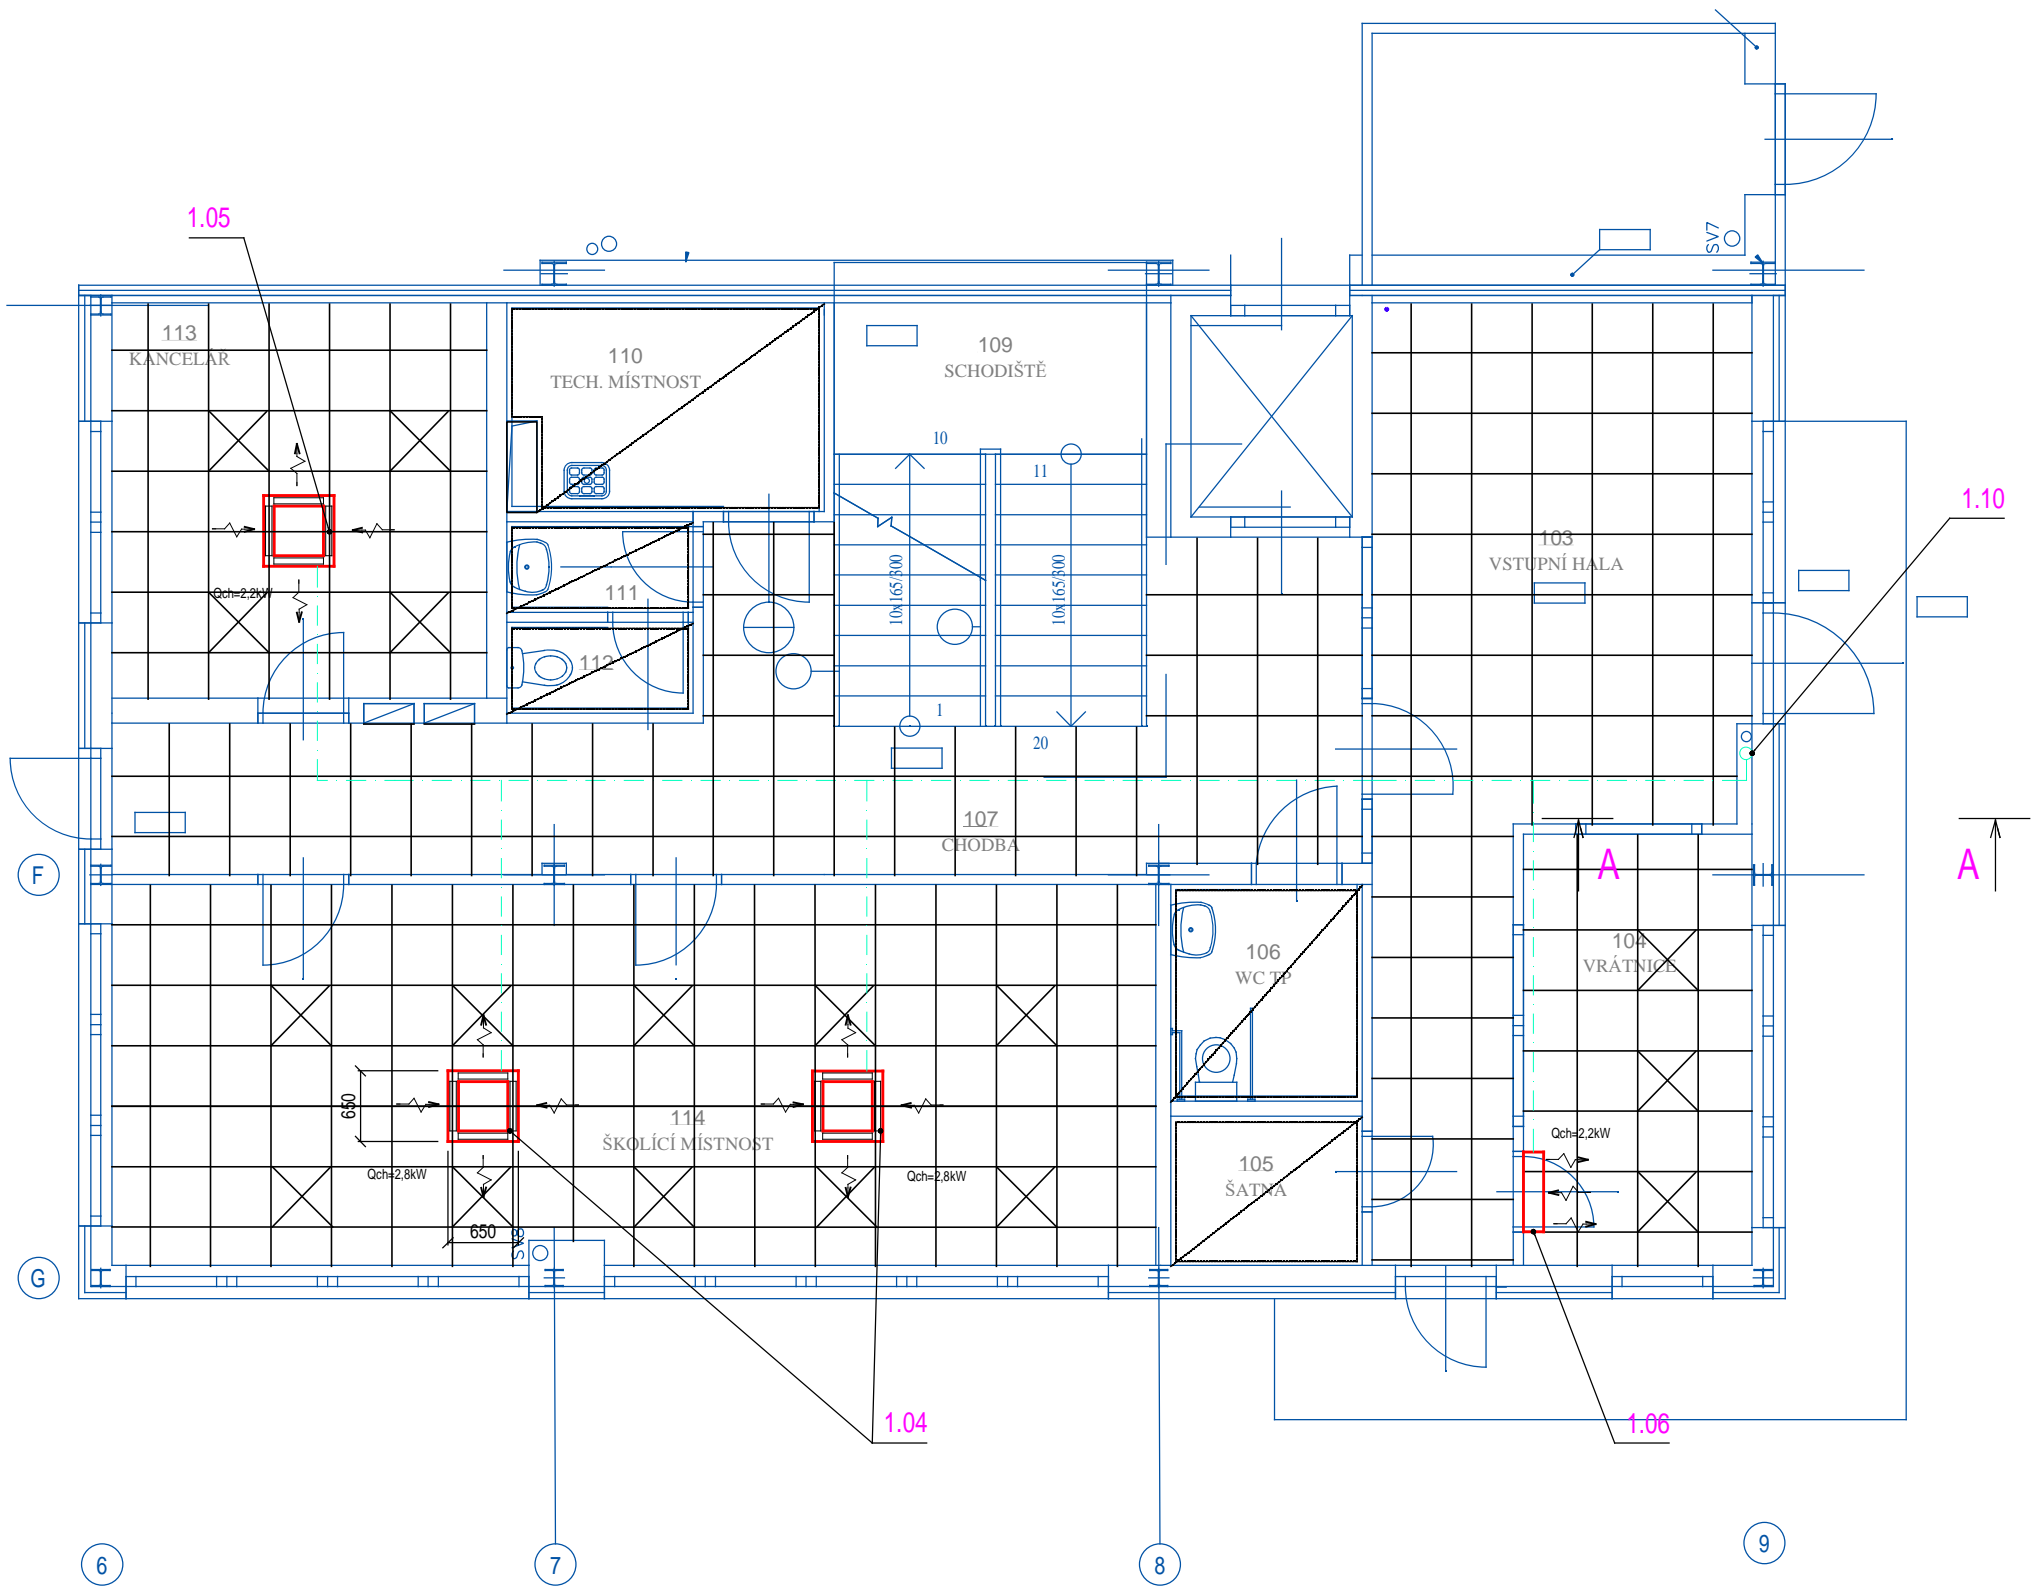 1.05
SV7
113
KANCELÁŘ
110
TECH. MÍSTNOST
109
SCHODIŠTĚ
10
11
1.10
103
VSTUPNÍ HALA
10x165/300
10x165/300
Qch=2,2kW
111
112
1
20
107
CHODBA
A
A
F
104
VRÁTNICE
106
WC TP
650
114
ŠKOLÍCÍ MÍSTNOST
Qch=2,2kW
Qch=2,8kW
Qch=2,8kW
105
ŠATNA
650
SV8
G
1.04
1.06
6
7
8
9